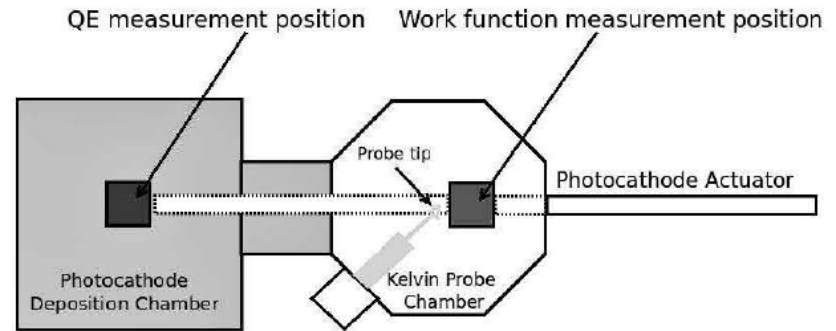 QE measurement position
Work function measurement position
Probe tip
Photocathode Actuator
Photocathode
Deposition Chamber
Kelvin Probe
Chamber